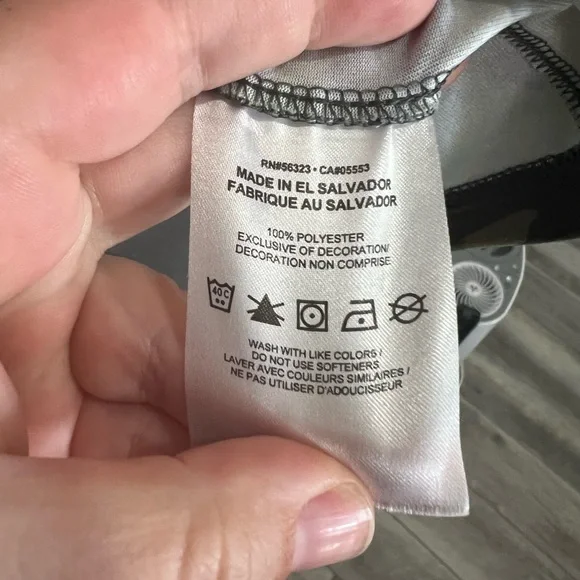 RN#56323 • CA#05553
MADE IN EL SALVADOR
FABRIQUE AU SALVADOR
100% POLYESTER
EXCLUSIVE OF DECORATION/
DECORATION NON COMPRISE
40 C
WASH WITH LIKE COLORS /
DO NOT USE SOFTENERS
LAVER AVEC COULEURS SIMILAIRES /
NE PAS UTILISER D'ADOUCISSEUR